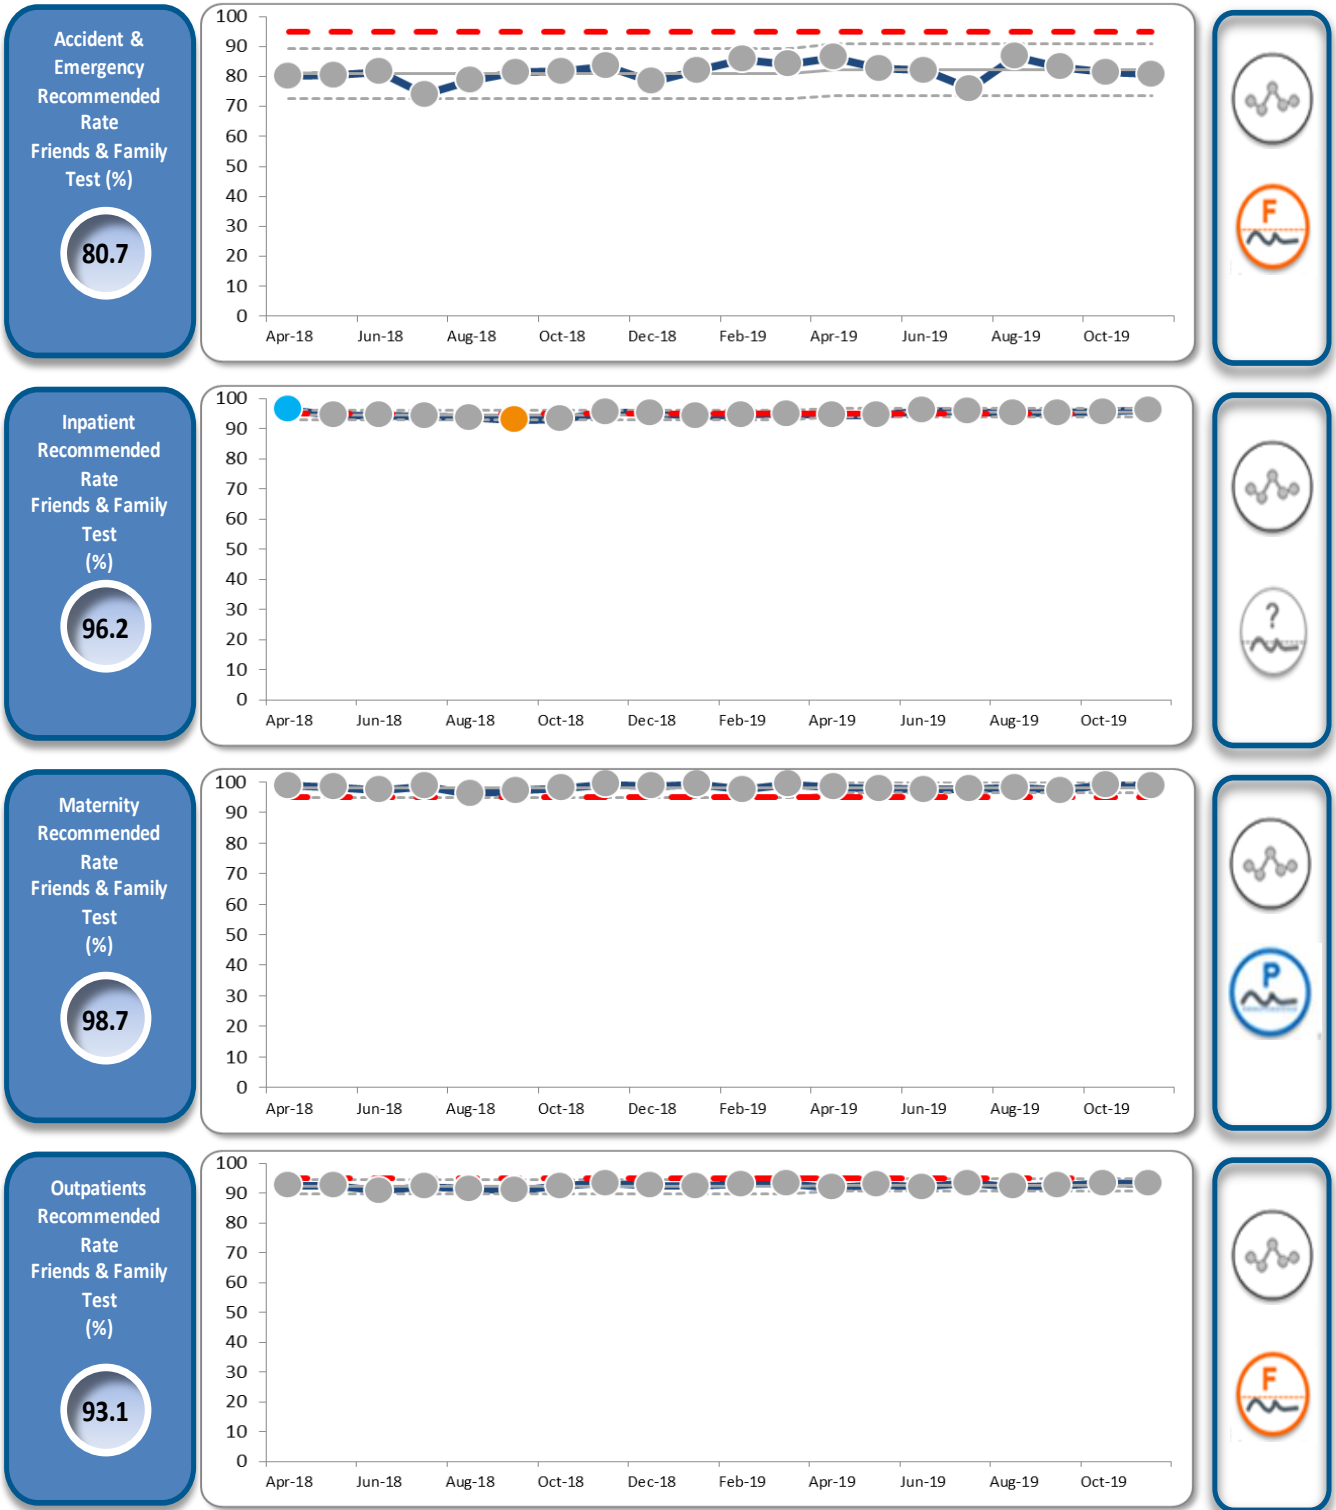 Accident &
Emergency
Recommended
Rate
Friends & Family
Test (%)
80.7
100
90
80
70
60
50
40
30
20
10
0
Apr-18 Jun-18 Aug-18 Oct-18 Dec-18 Feb-19 Apr-19 Jun-19 Aug-19 Oct-19
F
Inpatient
Recommended
Rate
Friends & Family
Test
(%)
96.2
100
90
80
70
60
50
40
30
20
10
0
Apr-18 Jun-18 Aug-18 Oct-18 Dec-18 Feb-19 Apr-19 Jun-19 Aug-19 Oct-19
?
Maternity
Recommended
Rate
Friends & Family
Test
(%)
98.7
100
90
80
70
60
50
40
30
20
10
0
Apr-18 Jun-18 Aug-18 Oct-18 Dec-18 Feb-19 Apr-19 Jun-19 Aug-19 Oct-19
P
Outpatients
Recommended
Rate
Friends & Family
Test
(%)
93.1
100
90
80
70
60
50
40
30
20
10
0
Apr-18 Jun-18 Aug-18 Oct-18 Dec-18 Feb-19 Apr-19 Jun-19 Aug-19 Oct-19
F